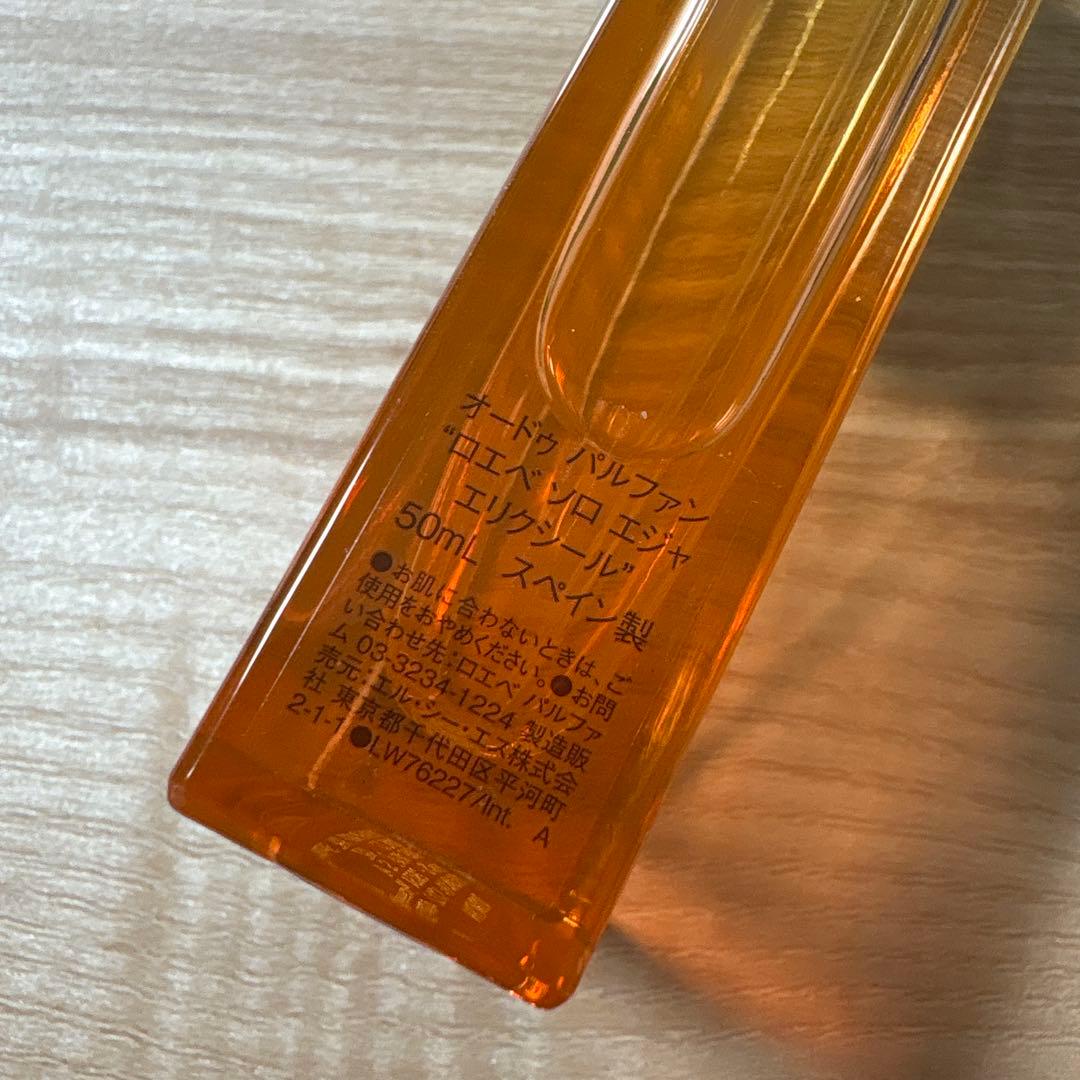 オードゥ パルファン
“ロエベ ソロ エジャ
エリクシール”
50mL スペイン製
●お肌に合わないときは、ご
使用をおやめください。●お問
い合わせ先：ロエベ パルファ
ム 03-3234-1224 製造販
売元：エル・シー・エス株式会
社 東京都千代田区平河町
2-1-1 ●LW76227/Int. A